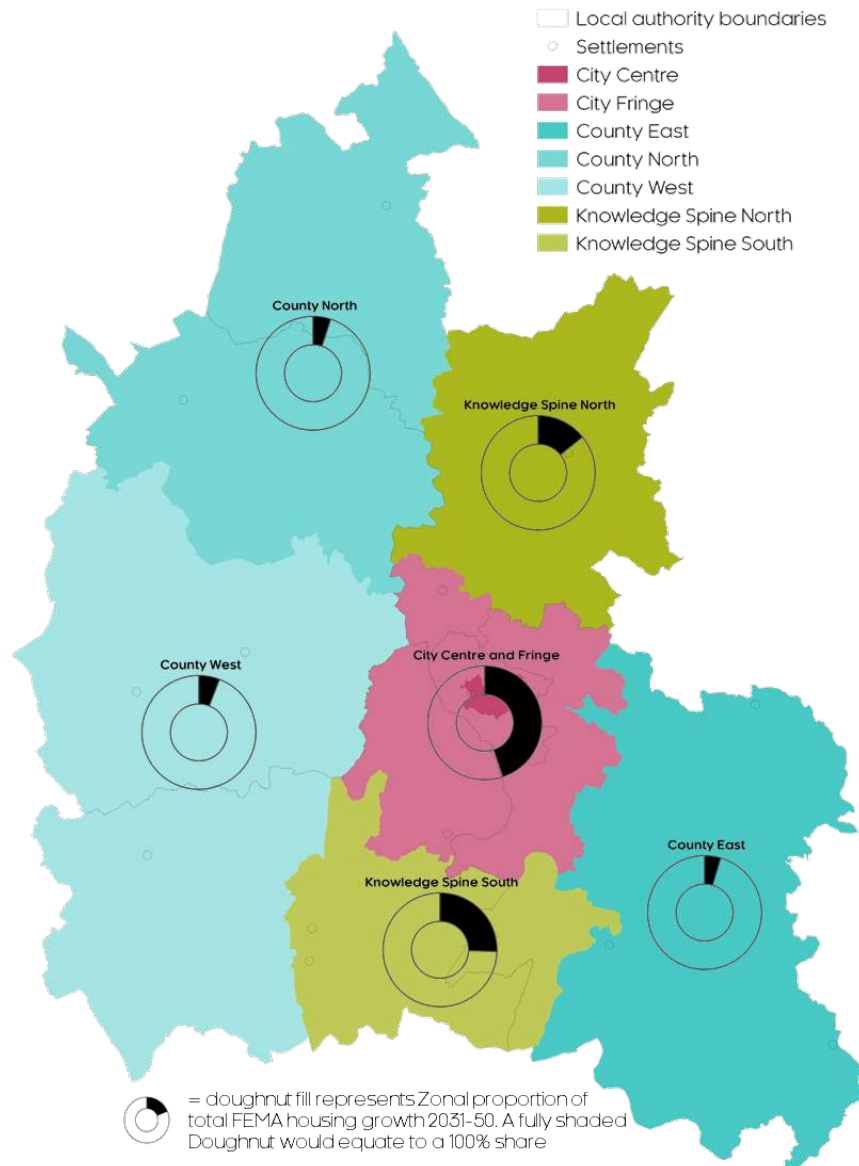 Local authority boundaries
Settlements
City Centre
City Fringe
County East
County North
County West
Knowledge Spine North
Knowledge Spine South
County North
Knowledge Spine North
City Centre and Fringe
County West
County East
Knowledge Spine South
= doughnut fill represents Zonal proportion of
total FEMA housing growth 2031-50. A fully shaded
Doughnut would equate to a 100% share